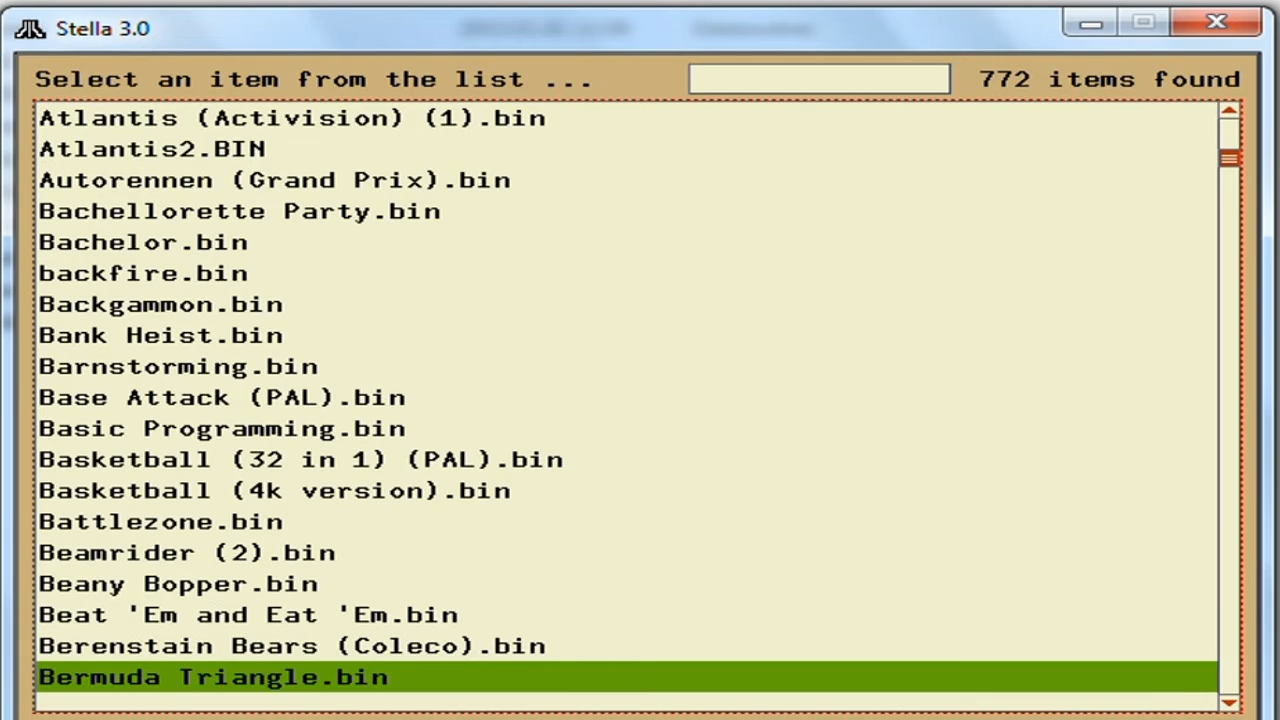 Stella 3.0
Select an item from the list ... 772 items found
Atlantis (Activision) (1).bin
Atlantis2.BIN
Autorennen (Grand Prix).bin
Bachellorette Party.bin
Bachelor.bin
backfire.bin
Backgammon.bin
Bank Heist.bin
Barnstorming.bin
Base Attack (PAL).bin
Basic Programming.bin
Basketball (32 in 1) (PAL).bin
Basketball (4k version).bin
Battlezone.bin
Beamrider (2).bin
Beany Bopper.bin
Beat 'Em and Eat 'Em.bin
Berenstain Bears (Coleco).bin
Bermuda Triangle.bin